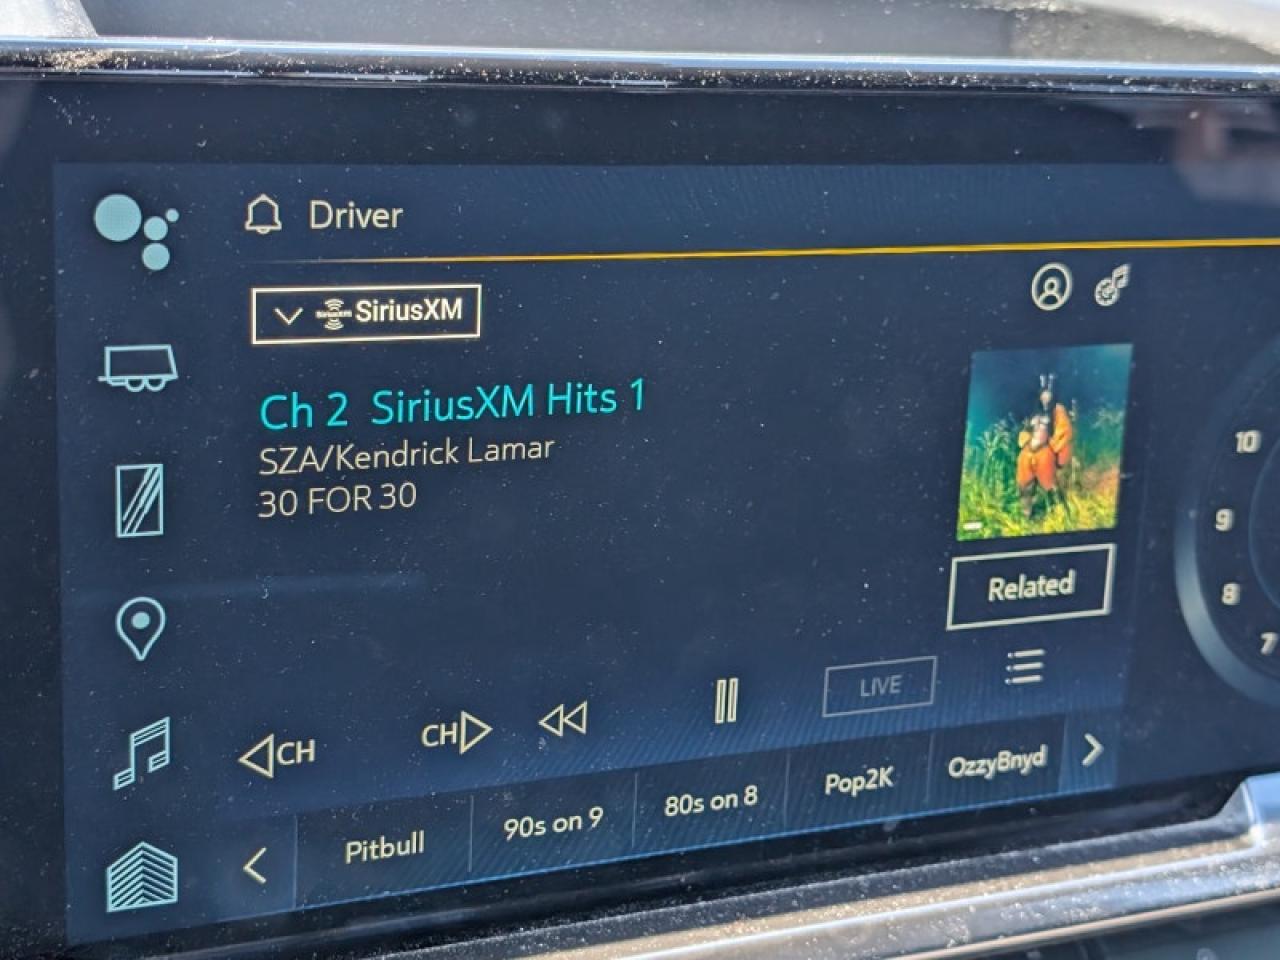 Driver
SiriusXM
Ch 2 SiriusXM Hits 1
SZA/Kendrick Lamar
30 FOR 30
Related
LIVE
CH
CH
Pitbull
90s on 9
80s on 8
Pop2K
OzzyBnyd
10
9
8
7